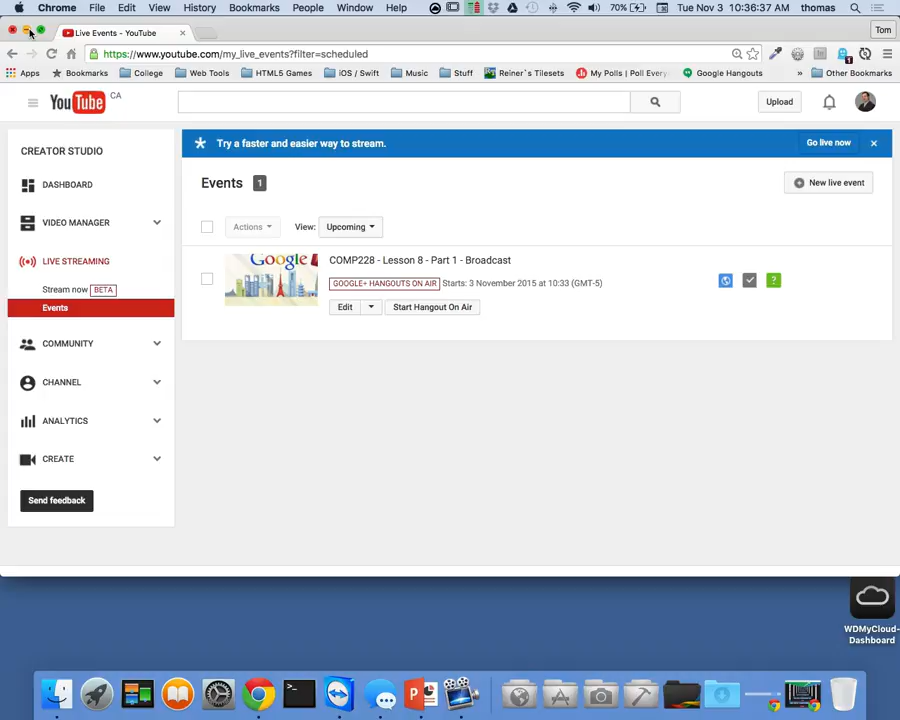 Chrome File Edit View History Bookmarks People Window Help 70% Tue Nov 3 10:36:37 AM thomas
Live Events - YouTube Tom
https://www.youtube.com/my_live_events?filter=scheduled
Apps Bookmarks College Web Tools HTML5 Games iOS / Swift Music Stuff Reiner's Tilesets My Polls | Poll Every Google Hangouts » Other Bookmarks
YouTube CA Upload
CREATOR STUDIO
DASHBOARD
VIDEO MANAGER
LIVE STREAMING
Stream now BETA
Events
COMMUNITY
CHANNEL
ANALYTICS
CREATE
Send feedback
Try a faster and easier way to stream. Go live now
Events 1 New live event
Actions View: Upcoming
Google
COMP228 - Lesson 8 - Part 1 - Broadcast
GOOGLE+ HANGOUTS ON AIR Starts: 3 November 2015 at 10:33 (GMT-5)
Edit Start Hangout On Air
WDMyCloud-
Dashboard